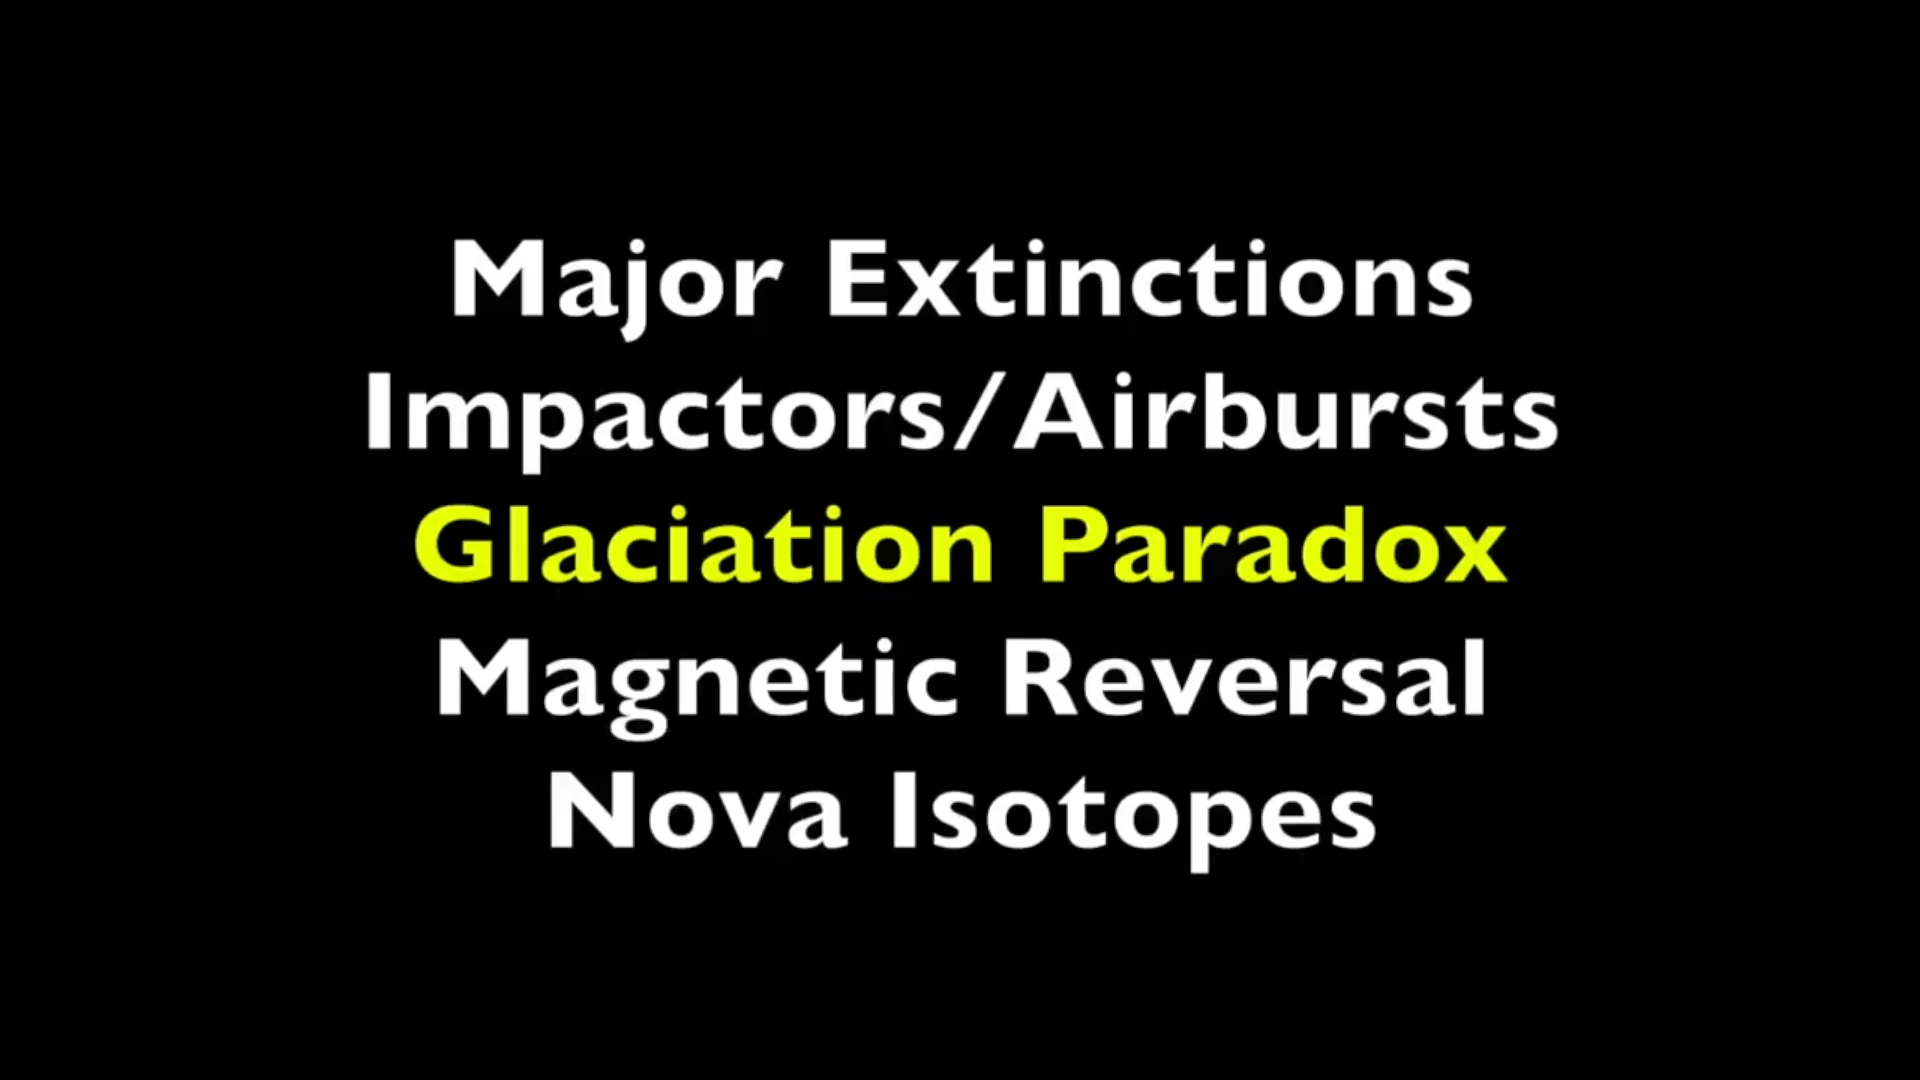 Major Extinctions
Impactors/Airbursts
Glaciation Paradox
Magnetic Reversal
Nova Isotopes